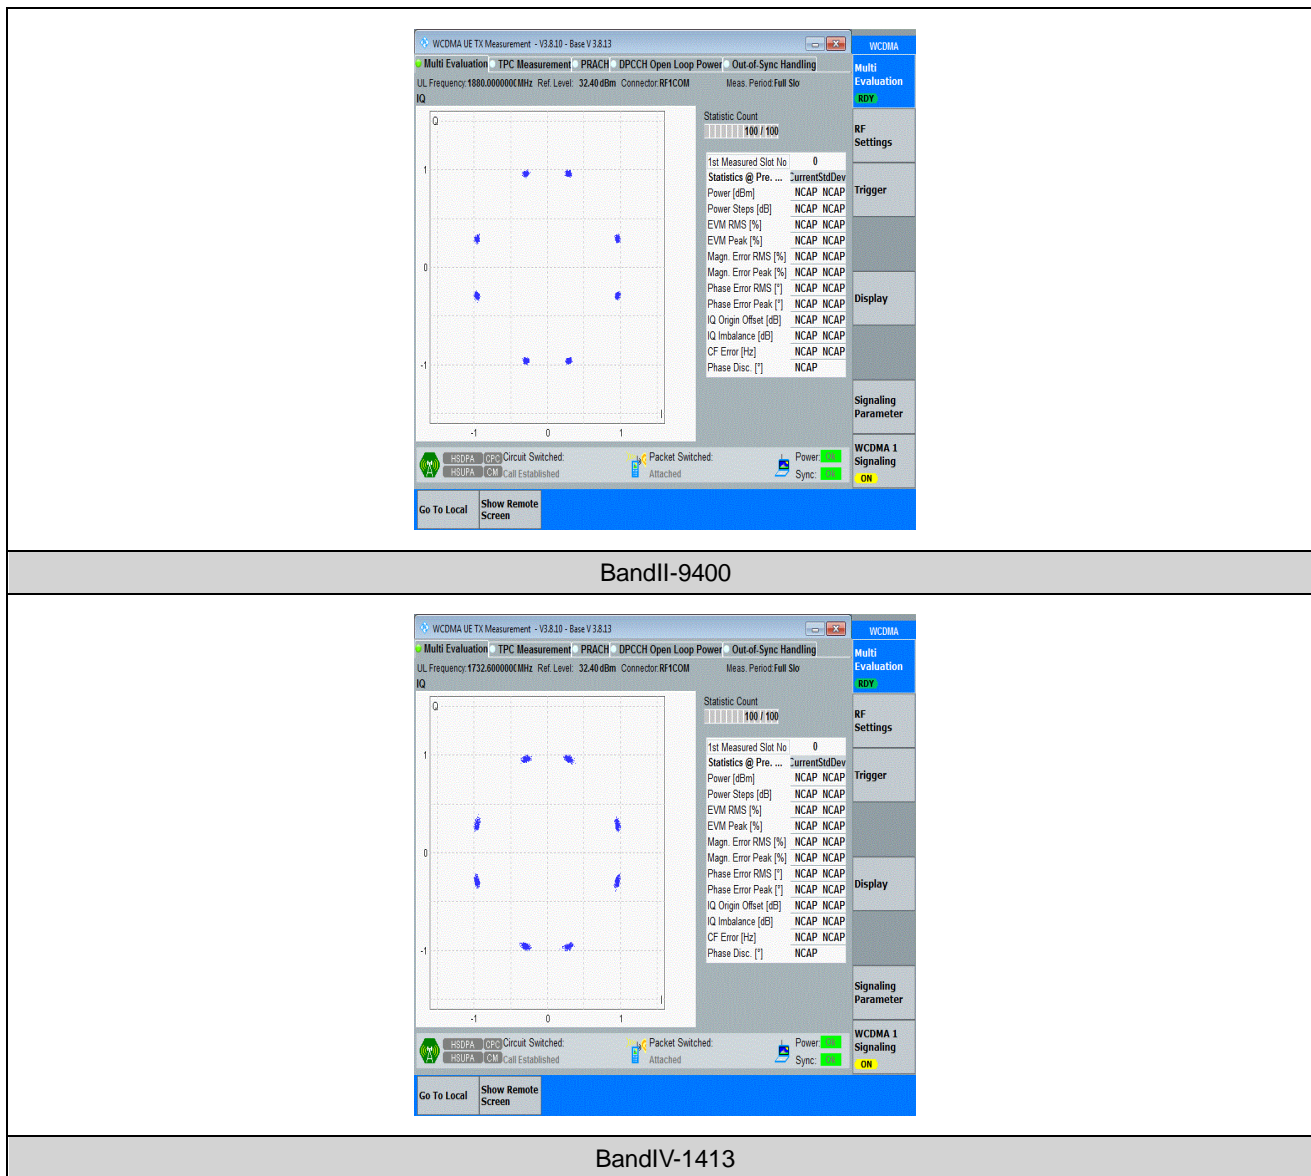 WCDMA UE TX Measurement - V3.8.10 - Base V 3.8.13
WCDMA
Multi Evaluation TPC Measurement PRACH DPCCH Open Loop Power Out-of-Sync Handling
Multi
Evaluation
RDY
UL Frequency: 1880.000000( MHz Ref. Level: 32.40 dBm Connector: RF1COM Meas. Period: Full Slo
IQ
Q
1
0
-1
-1 0 1
I
Statistic Count
100 / 100
1st Measured Slot No 0
Statistics @ Pre. ... CurrentStdDev
Power [dBm] NCAP NCAP
Power Steps [dB] NCAP NCAP
EVM RMS [%] NCAP NCAP
EVM Peak [%] NCAP NCAP
Magn. Error RMS [%] NCAP NCAP
Magn. Error Peak [%] NCAP NCAP
Phase Error RMS [°] NCAP NCAP
Phase Error Peak [°] NCAP NCAP
IQ Origin Offset [dB] NCAP NCAP
IQ Imbalance [dB] NCAP NCAP
CF Error [Hz] NCAP NCAP
Phase Disc. [°] NCAP
RF
Settings
Trigger
Display
Signaling
Parameter
WCDMA 1
Signaling
ON
HSDPA CPC Circuit Switched: Packet Switched: Power: Ok
HSUPA CM Call Established Attached Sync: Ok
Go To Local
Show Remote
Screen
BandII-9400
WCDMA UE TX Measurement - V3.8.10 - Base V 3.8.13
WCDMA
Multi Evaluation TPC Measurement PRACH DPCCH Open Loop Power Out-of-Sync Handling
Multi
Evaluation
RDY
UL Frequency: 1732.600000( MHz Ref. Level: 32.40 dBm Connector: RF1COM Meas. Period: Full Slo
IQ
Q
1
0
-1
-1 0 1
I
Statistic Count
100 / 100
1st Measured Slot No 0
Statistics @ Pre. ... CurrentStdDev
Power [dBm] NCAP NCAP
Power Steps [dB] NCAP NCAP
EVM RMS [%] NCAP NCAP
EVM Peak [%] NCAP NCAP
Magn. Error RMS [%] NCAP NCAP
Magn. Error Peak [%] NCAP NCAP
Phase Error RMS [°] NCAP NCAP
Phase Error Peak [°] NCAP NCAP
IQ Origin Offset [dB] NCAP NCAP
IQ Imbalance [dB] NCAP NCAP
CF Error [Hz] NCAP NCAP
Phase Disc. [°] NCAP
RF
Settings
Trigger
Display
Signaling
Parameter
WCDMA 1
Signaling
ON
HSDPA CPC Circuit Switched: Packet Switched: Power: Ok
HSUPA CM Call Established Attached Sync: Ok
Go To Local
Show Remote
Screen
BandIV-1413